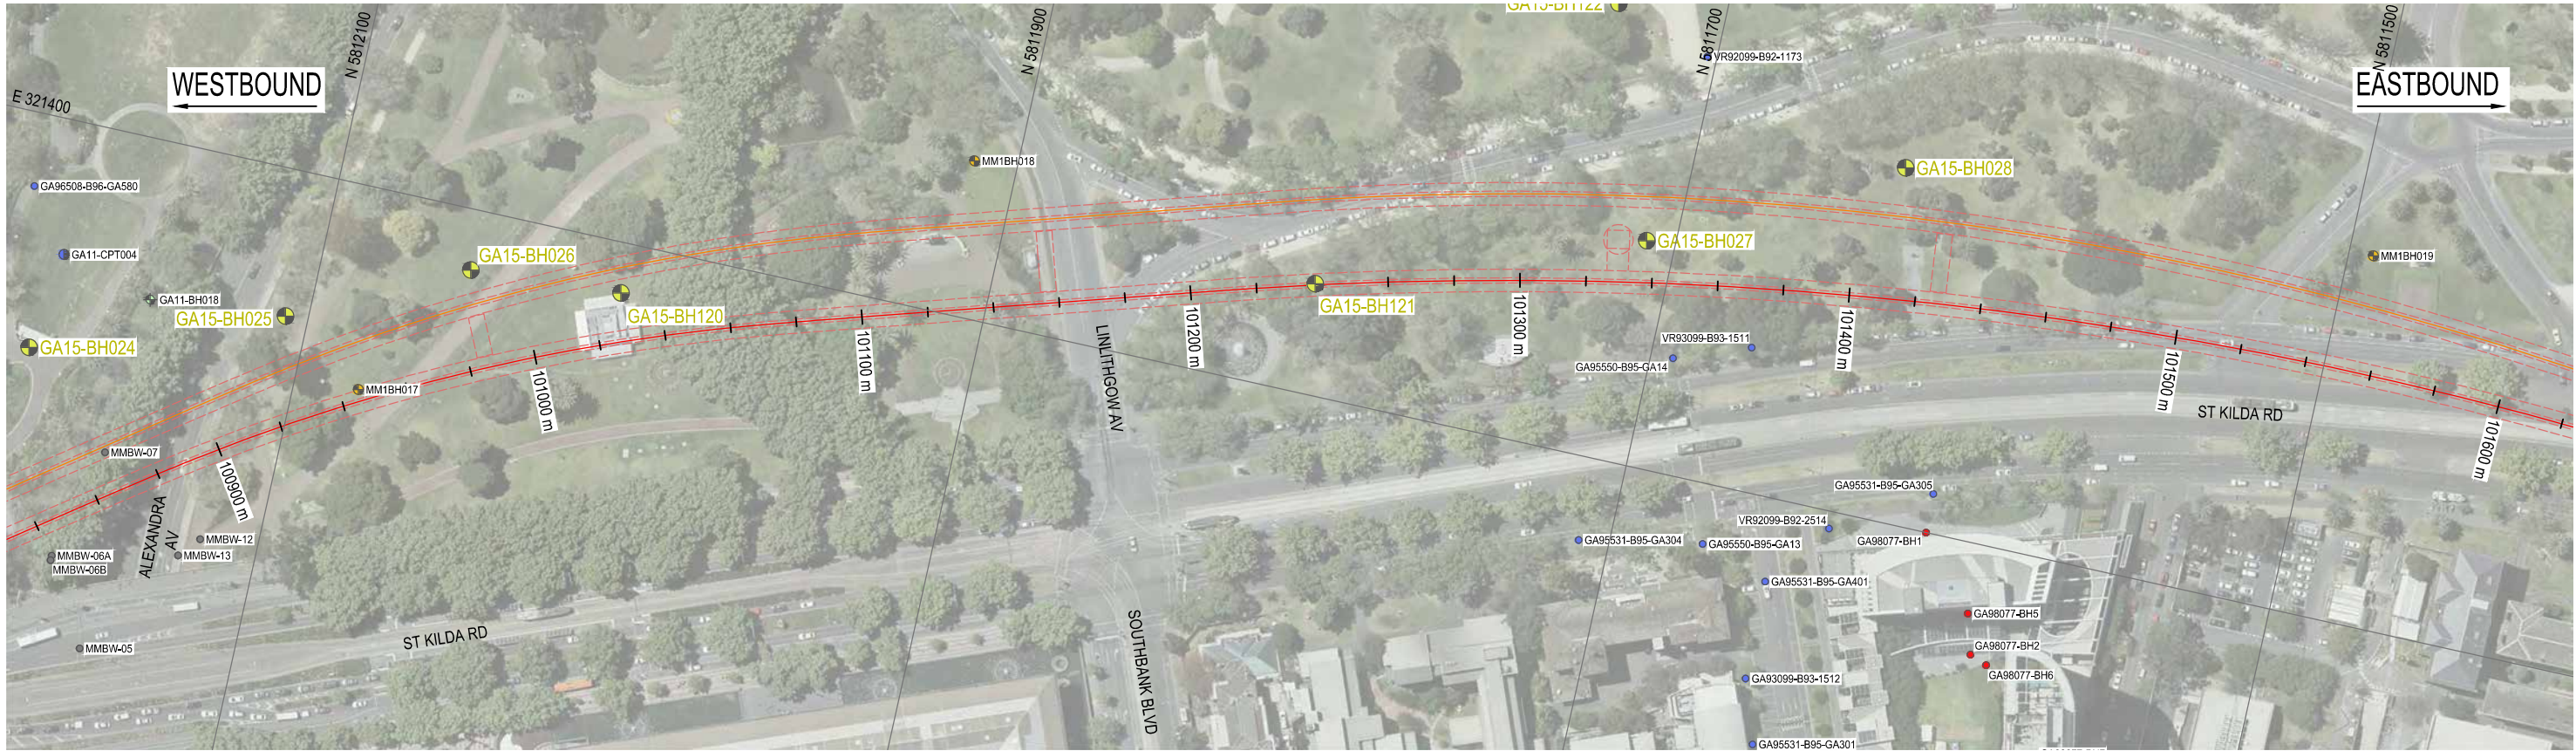 GA15-BH122
N 5812100
N 5811900
N 5811700
N 5811500
VR92099-B92-1173
WESTBOUND
EASTBOUND
E 321400
MM1BH018
GA15-BH028
GA96508-B96-GA580
GA15-BH027
GA15-BH026
GA11-CPT004
MM1BH019
GA11-BH018
GA15-BH025
GA15-BH120
GA15-BH121
GA15-BH024
VR93099-B93-1511
GA95550-B95-GA14
MM1BH017
100900 m
101000 m
101100 m
101200 m
101300 m
101400 m
101500 m
101600 m
LINLITHGOW AV
ST KILDA RD
MMBW-07
GA95531-B95-GA305
ALEXANDRA
AV
MMBW-12
MMBW-13
MMBW-06A
MMBW-06B
VR92099-B92-2514
GA98077-BH1
GA95531-B95-GA304
GA95550-B95-GA13
GA95531-B95-GA401
GA98077-BH5
ST KILDA RD
SOUTHBANK BLVD
MMBW-05
GA98077-BH2
GA98077-BH6
GA93099-B93-1512
GA95531-B95-GA301